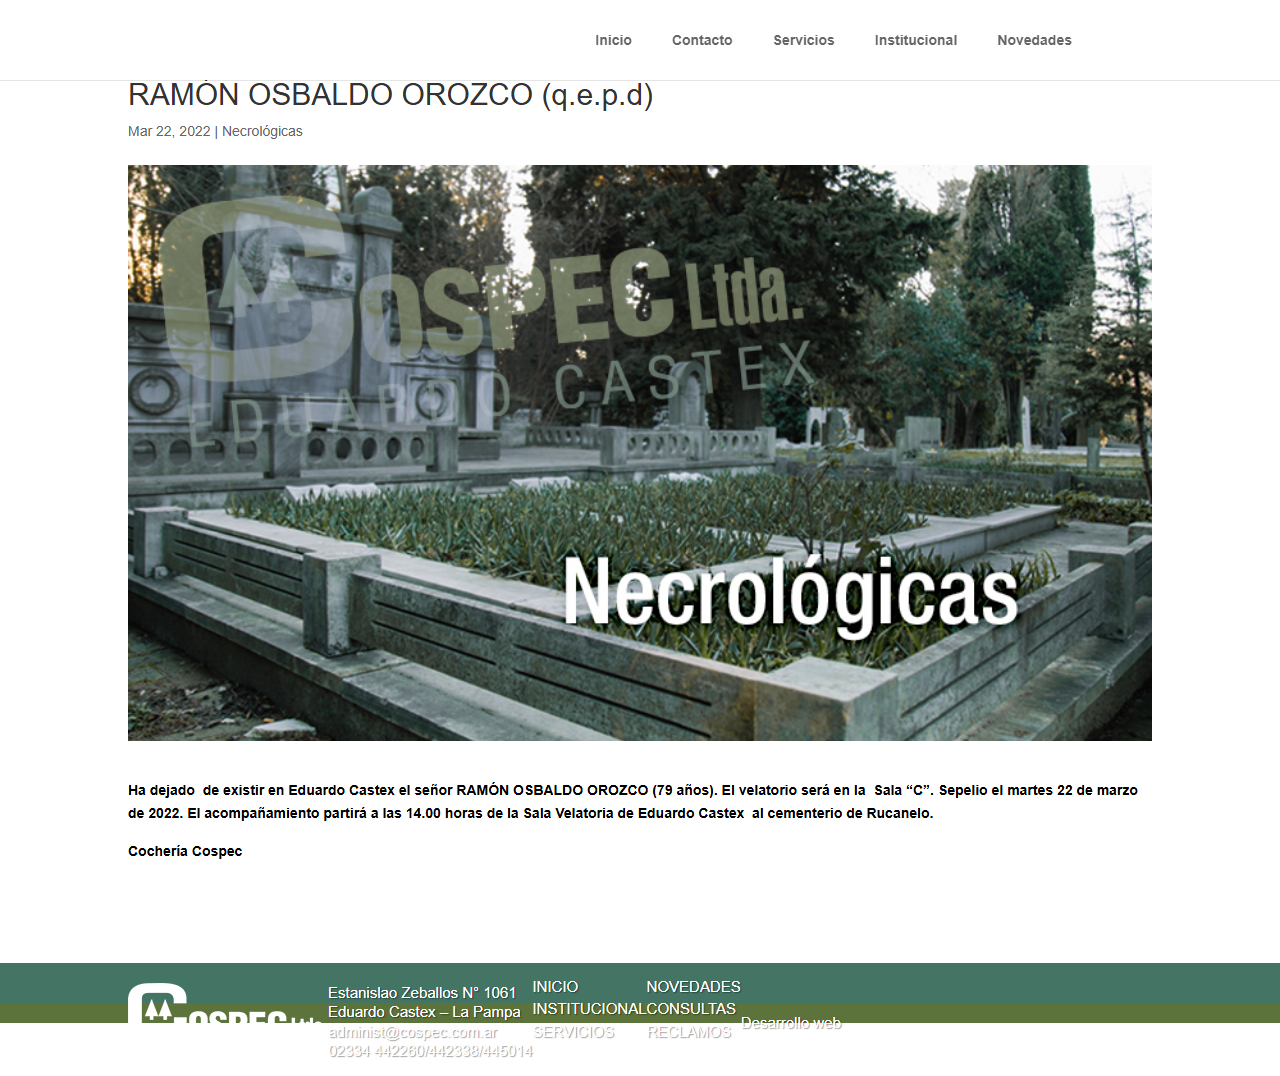 Inicio Contacto Servicios Institucional Novedades
RAMÓN OSBALDO OROZCO (q.e.p.d)
Mar 22, 2022 | Necrológicas
COSPEC Ltda.
EDUARDO CASTEX
Necrológicas
Ha dejado  de existir en Eduardo Castex el señor RAMÓN OSBALDO OROZCO (79 años). El velatorio será en la  Sala “C”. Sepelio el martes 22 de marzo
de 2022. El acompañamiento partirá a las 14.00 horas de la Sala Velatoria de Eduardo Castex  al cementerio de Rucanelo.
Cochería Cospec
COSPEC Ltda
Estanislao Zeballos N° 1061
Eduardo Castex – La Pampa
administ@cospec.com.ar
02334 442260/442338/445014
INICIO
INSTITUCIONAL
SERVICIOS
NOVEDADES
CONSULTAS
RECLAMOS
Desarrollo web